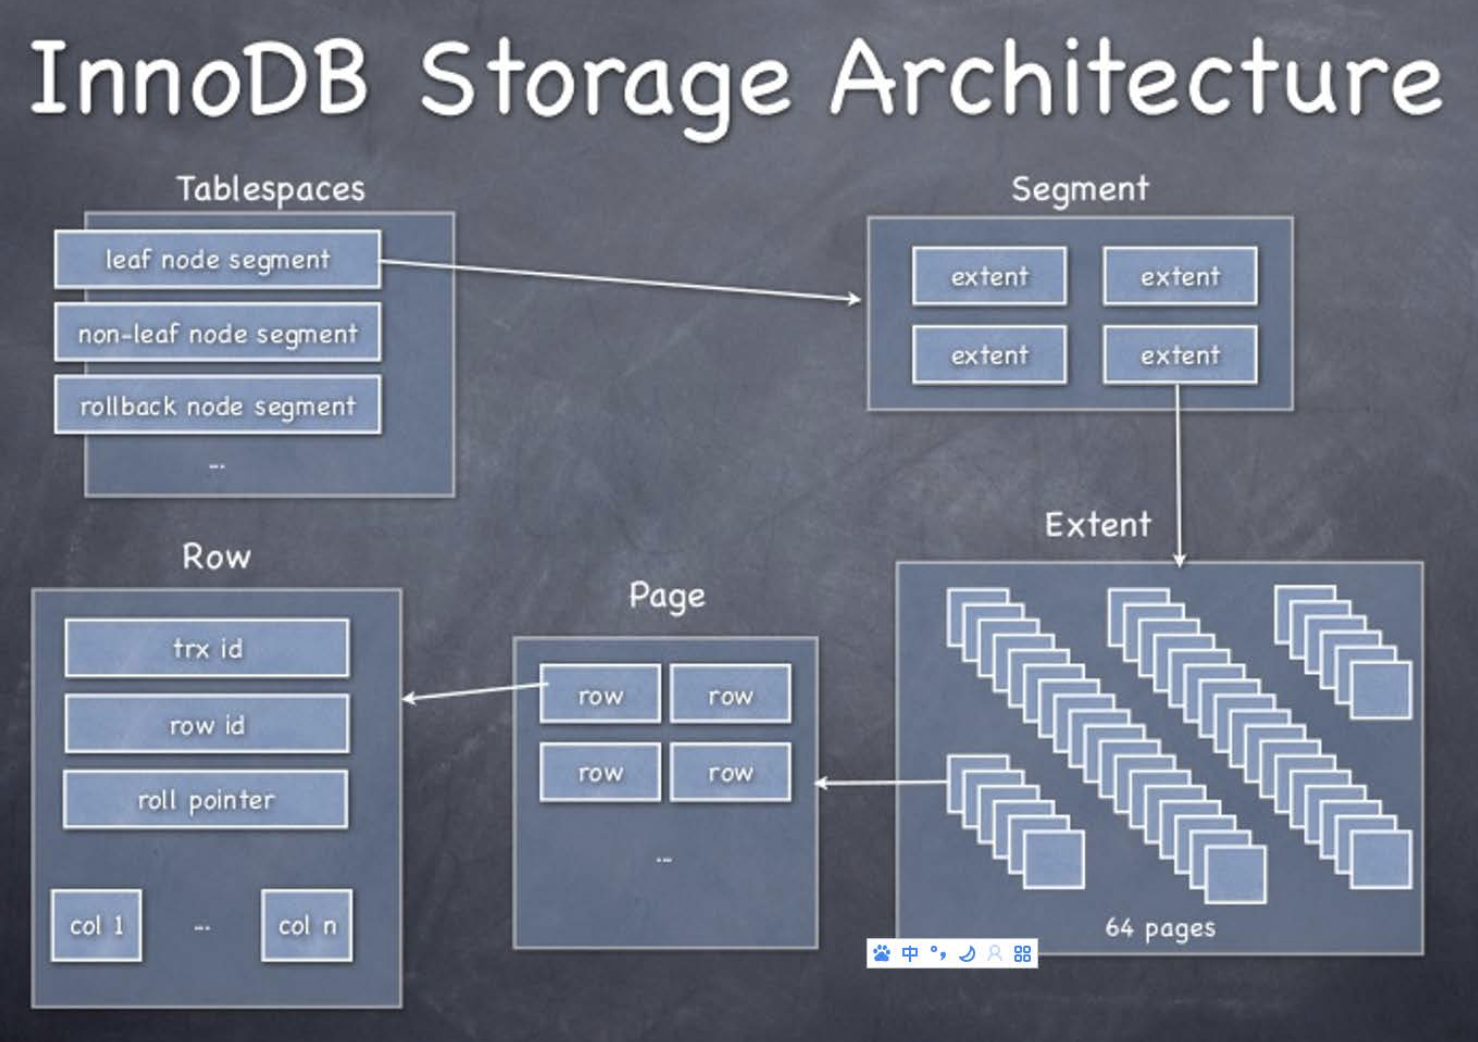 InnoDB Storage Architecture
Tablespaces
leaf node segment
non-leaf node segment
rollback node segment
...
Segment
extent extent
extent extent
Extent
64 pages
Page
row row
row row
...
Row
trx id
row id
roll pointer
col 1 ... col n
中 °,